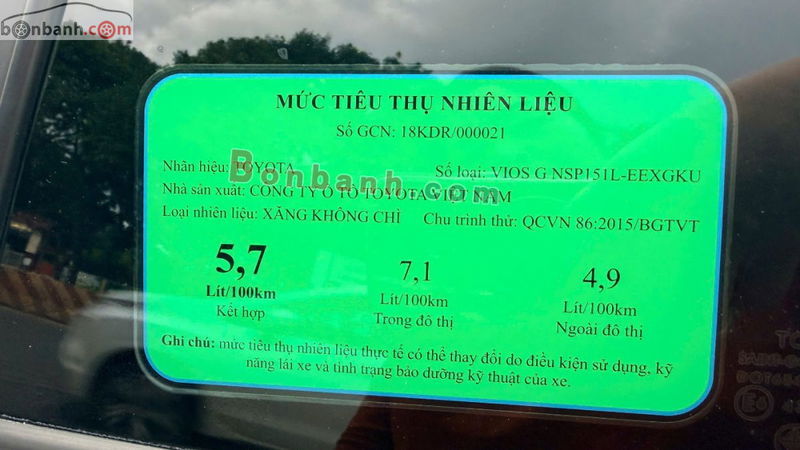 bonbanh.com
MỨC TIÊU THỤ NHIÊN LIỆU
Số GCN: 18KDR/000021
Nhãn hiệu: TOYOTA Số loại: VIOS G NSP151L-EEXGKU
Bonbanh.com
Nhà sản xuất: CÔNG TY Ô TÔ TOYOTA VIỆT NAM
Loại nhiên liệu: XĂNG KHÔNG CHÌ Chu trình thử: QCVN 86:2015/BGTVT
5,7 7,1 4,9
Lít/100km Lít/100km Lít/100km
Kết hợp Trong đô thị Ngoài đô thị
Ghi chú: mức tiêu thụ nhiên liệu thực tế có thể thay đổi do điều kiện sử dụng, kỹ
năng lái xe và tình trạng bảo dưỡng kỹ thuật của xe.